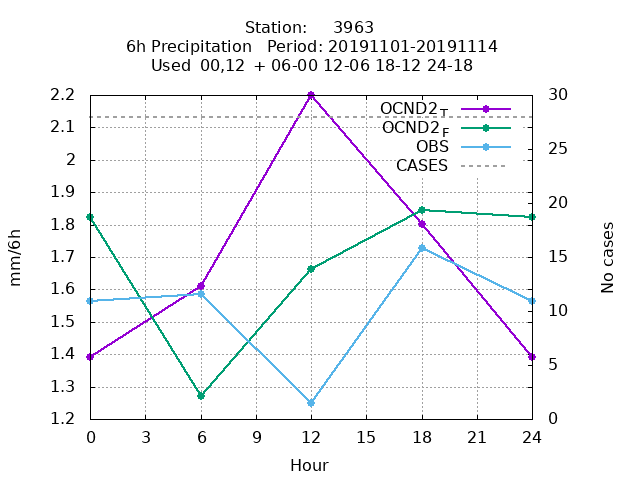 Station:     3963
6h Precipitation   Period: 20191101-20191114
Used  00,12  + 06-00 12-06 18-12 24-18
2.2
2.1
2
1.9
1.8
1.7
1.6
1.5
1.4
1.3
1.2
mm/6h
OCND2T
OCND2F
OBS
CASES
30
25
20
15
10
5
0
No cases
0 3 6 9 12 15 18 21 24
Hour